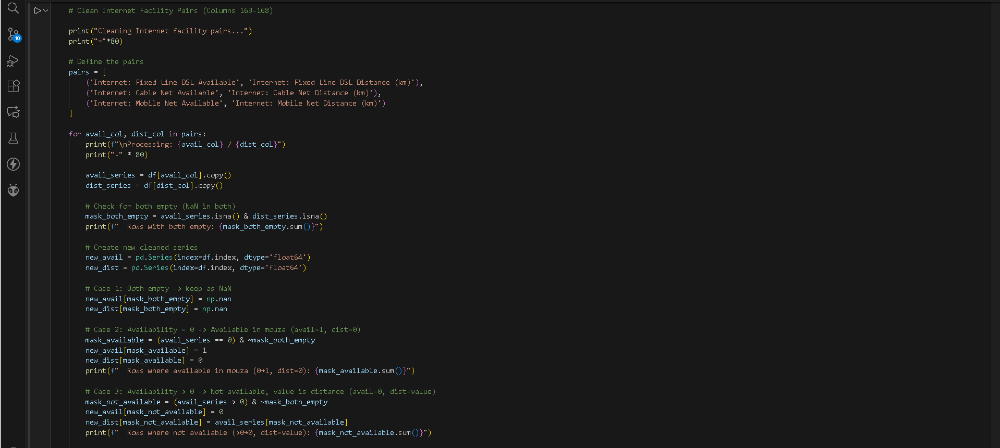 # Clean Internet Facility Pairs (Columns 163-168)
print("Cleaning Internet facility pairs...")
print("="*80)
# Define the pairs
pairs = [
('Internet: Fixed Line DSL Available', 'Internet: Fixed Line DSL Distance (km)'),
('Internet: Cable Net Available', 'Internet: Cable Net Distance (km)'),
('Internet: Mobile Net Available', 'Internet: Mobile Net Distance (km)')
]
for avail_col, dist_col in pairs:
print(f"\nProcessing: {avail_col} / {dist_col}")
print("-" * 80)
avail_series = df[avail_col].copy()
dist_series = df[dist_col].copy()
# Check for both empty (NaN in both)
mask_both_empty = avail_series.isna() & dist_series.isna()
print(f"  Rows with both empty: {mask_both_empty.sum()}")
# Create new cleaned series
new_avail = pd.Series(index=df.index, dtype='float64')
new_dist = pd.Series(index=df.index, dtype='float64')
# Case 1: Both empty -> keep as NaN
new_avail[mask_both_empty] = np.nan
new_dist[mask_both_empty] = np.nan
# Case 2: Availability = 0 -> Available in mouza (avail=1, dist=0)
mask_available = (avail_series == 0) & ~mask_both_empty
new_avail[mask_available] = 1
new_dist[mask_available] = 0
print(f"  Rows where available in mouza (0→1, dist=0): {mask_available.sum()}")
# Case 3: Availability > 0 -> Not available, value is distance (avail=0, dist=value)
mask_not_available = (avail_series > 0) & ~mask_both_empty
new_avail[mask_not_available] = 0
new_dist[mask_not_available] = avail_series[mask_not_available]
print(f"  Rows where not available (>0→0, dist=value): {mask_not_available.sum()}")
10